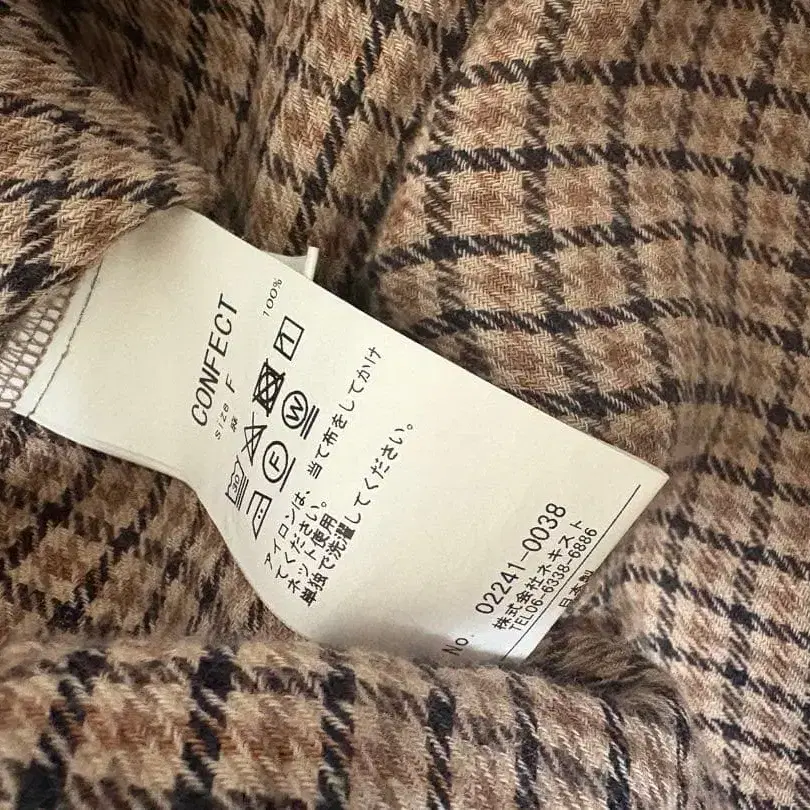 CONFECT
size F
麻 100%
F W
アイロンは、当て布をしてかけ
てください。
ネット使用
単独で洗濯してください。
No. 02241-0038
株式会社ネキスト
TEL06-6338-6886
日本製